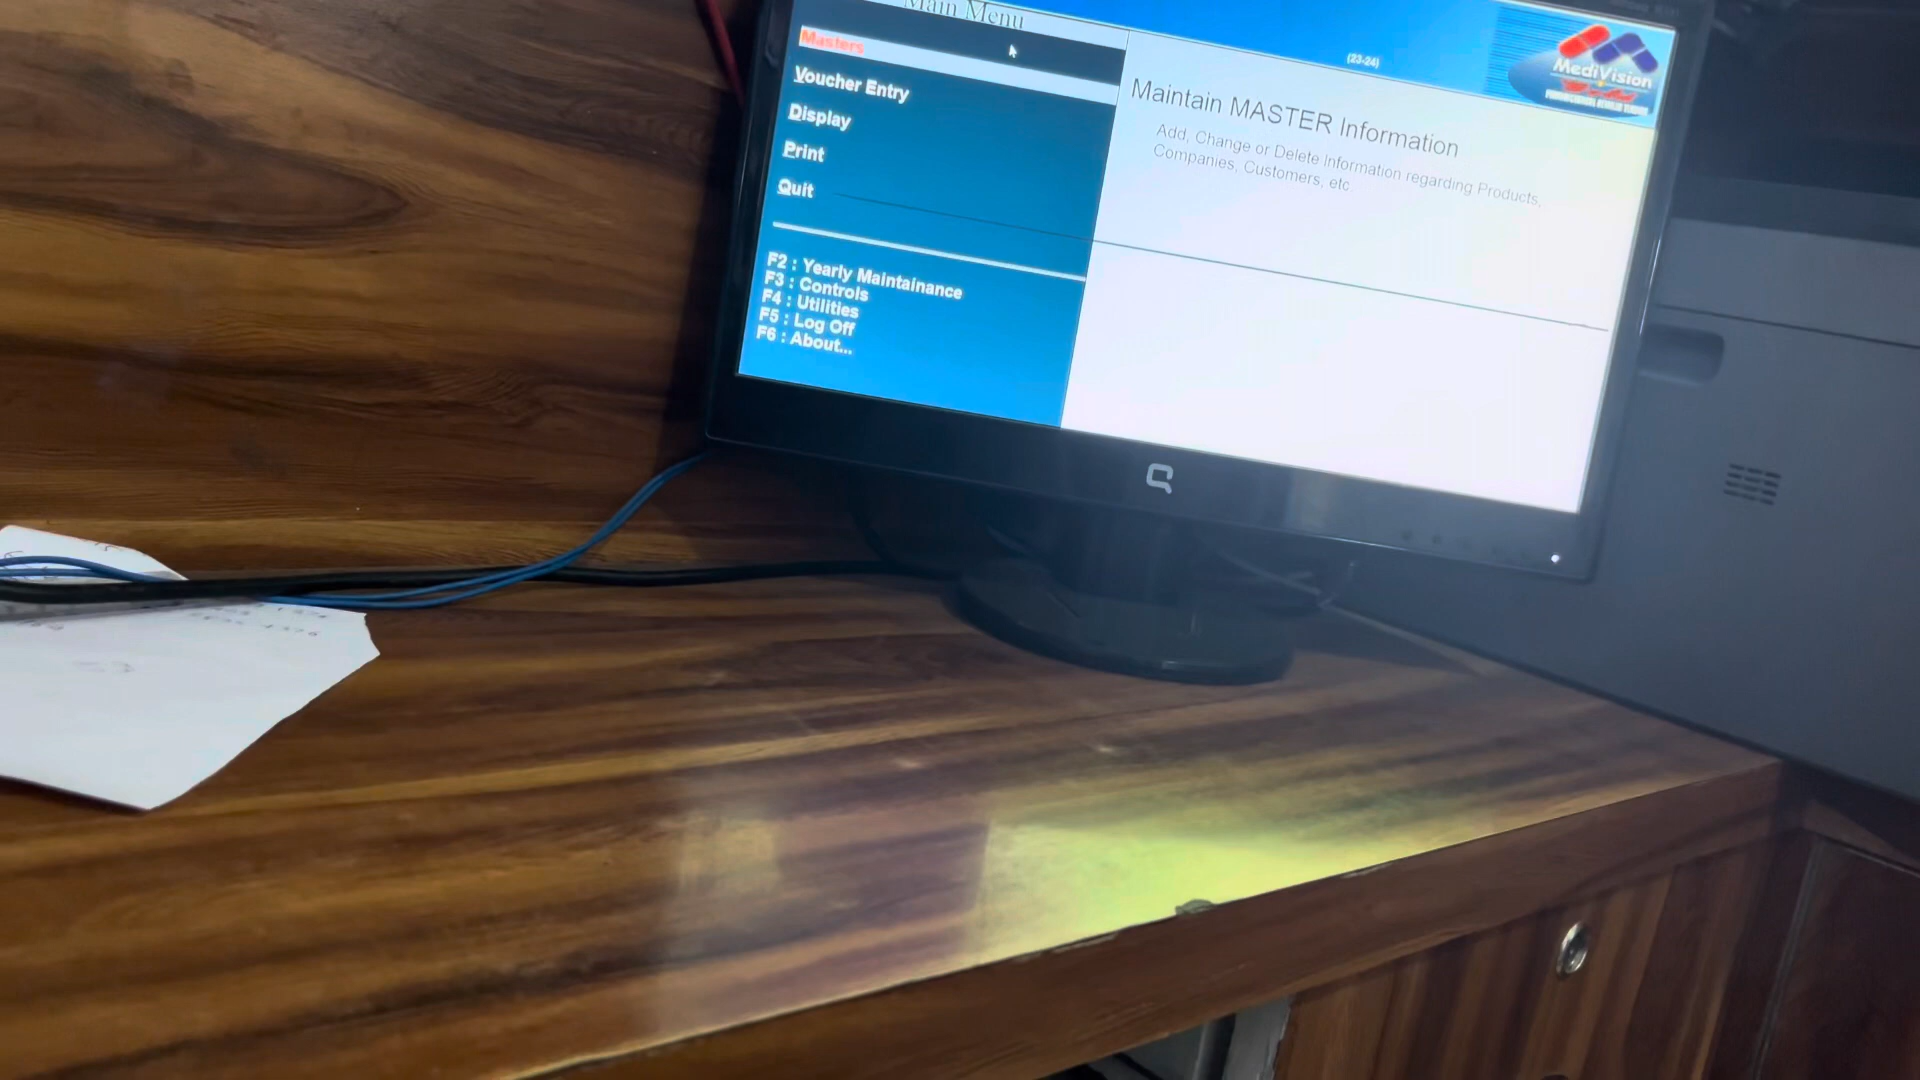 Main Menu
Masters
Voucher Entry
Display
Print
Quit
F2 : Yearly Maintainance
F3 : Controls
F4 : Utilities
F5 : Log Off
F6 : About...
(23-24)
MediVision
Maintain MASTER Information
Add, Change or Delete Information regarding Products,
Companies, Customers, etc